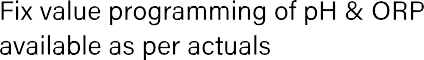 Fix value programming of pH & ORP
available as per actuals